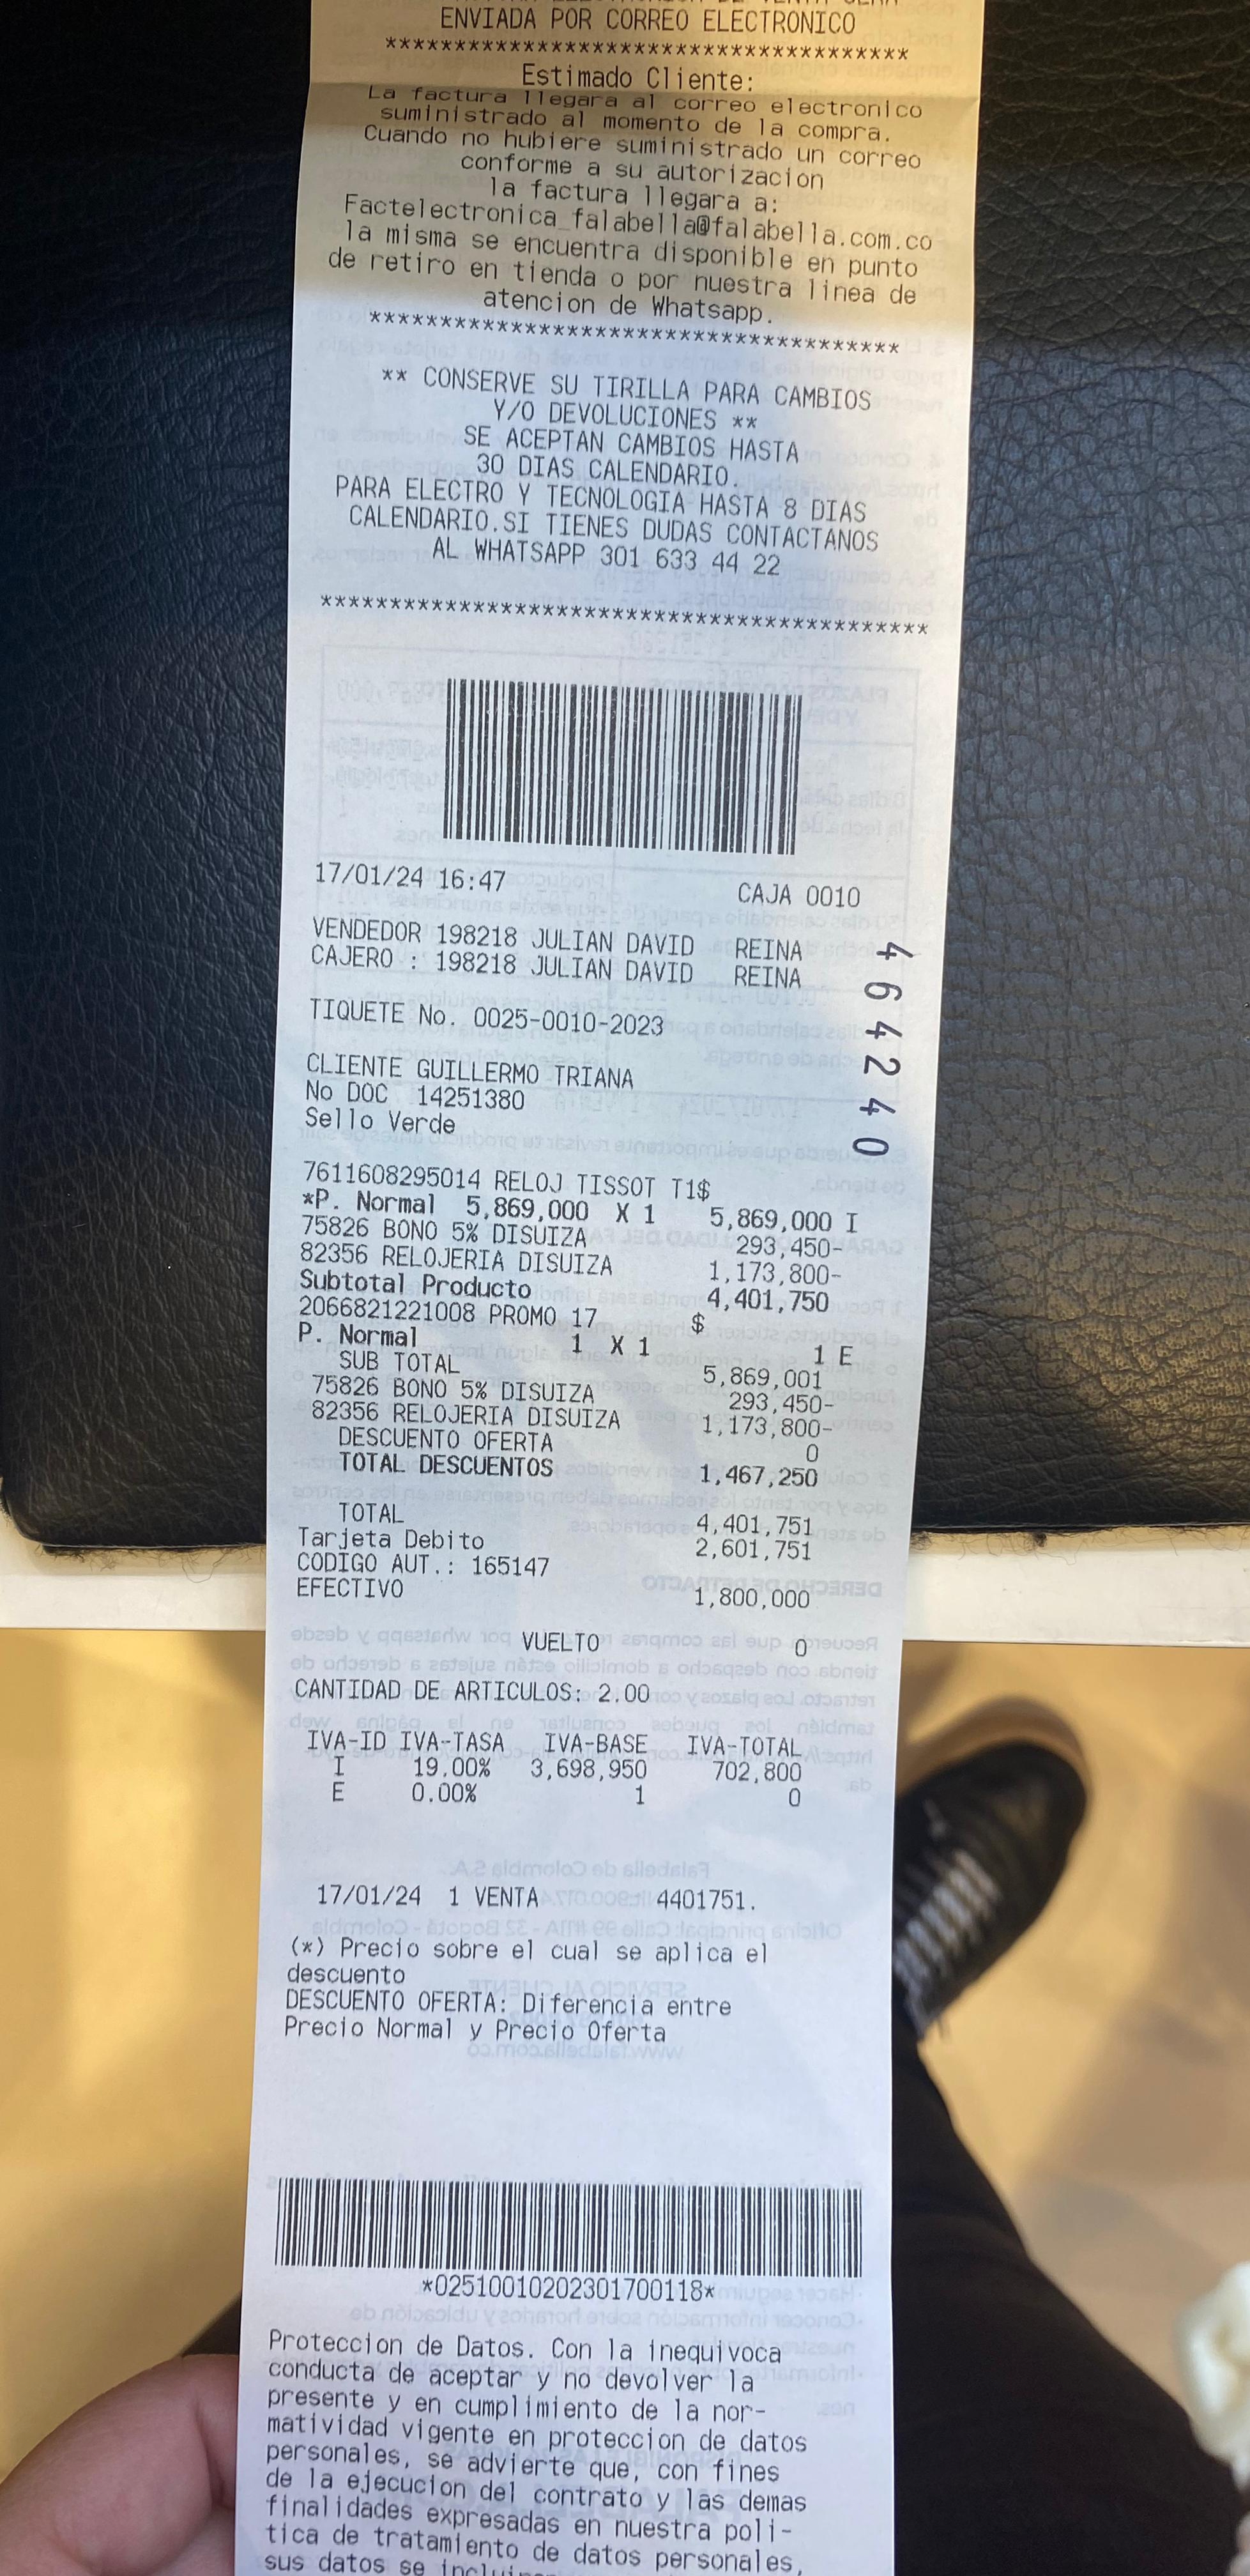 ENVIADA POR CORREO ELECTRONICO
**************************************
Estimado Cliente:
La factura llegara al correo electronico
suministrado al momento de la compra.
Cuando no hubiere suministrado un correo
conforme a su autorizacion
la factura llegara a:
Factelectronica_falabella@falabella.com.co
la misma se encuentra disponible en punto
de retiro en tienda o por nuestra linea de
atencion de Whatsapp.
**************************************
** CONSERVE SU TIRILLA PARA CAMBIOS
Y/O DEVOLUCIONES **
SE ACEPTAN CAMBIOS HASTA
30 DIAS CALENDARIO.
PARA ELECTRO Y TECNOLOGIA HASTA 8 DIAS
CALENDARIO.SI TIENES DUDAS CONTACTANOS
AL WHATSAPP 301 633 44 22
********************************************
17/01/24 16:47 CAJA 0010
VENDEDOR 198218 JULIAN DAVID REINA
CAJERO : 198218 JULIAN DAVID REINA
464240
TIQUETE No. 0025-0010-2023
CLIENTE GUILLERMO TRIANA
No DOC 14251380
Sello Verde
7611608295014 RELOJ TISSOT T1$
*P. Normal 5,869,000 X 1 5,869,000 I
75826 BONO 5% DISUIZA 293,450-
82356 RELOJERIA DISUIZA 1,173,800-
Subtotal Producto 4,401,750
2066821221008 PROMO 17 $
P. Normal 1 X 1 1 E
SUB TOTAL 5,869,001
75826 BONO 5% DISUIZA 293,450-
82356 RELOJERIA DISUIZA 1,173,800-
DESCUENTO OFERTA 0
TOTAL DESCUENTOS 1,467,250
TOTAL 4,401,751
Tarjeta Debito 2,601,751
CODIGO AUT.: 165147
EFECTIVO 1,800,000
VUELTO 0
CANTIDAD DE ARTICULOS: 2.00
IVA-ID IVA-TASA IVA-BASE IVA-TOTAL
I 19.00% 3,698,950 702,800
E 0.00% 1 0
17/01/24 1 VENTA 4401751.
(*) Precio sobre el cual se aplica el
descuento
DESCUENTO OFERTA: Diferencia entre
Precio Normal y Precio Oferta
*02510010202301700118*
Proteccion de Datos. Con la inequivoca
conducta de aceptar y no devolver la
presente y en cumplimiento de la nor-
matividad vigente en proteccion de datos
personales, se advierte que, con fines
de la ejecucion del contrato y las demas
finalidades expresadas en nuestra poli-
tica de tratamiento de datos personales,
sus datos se